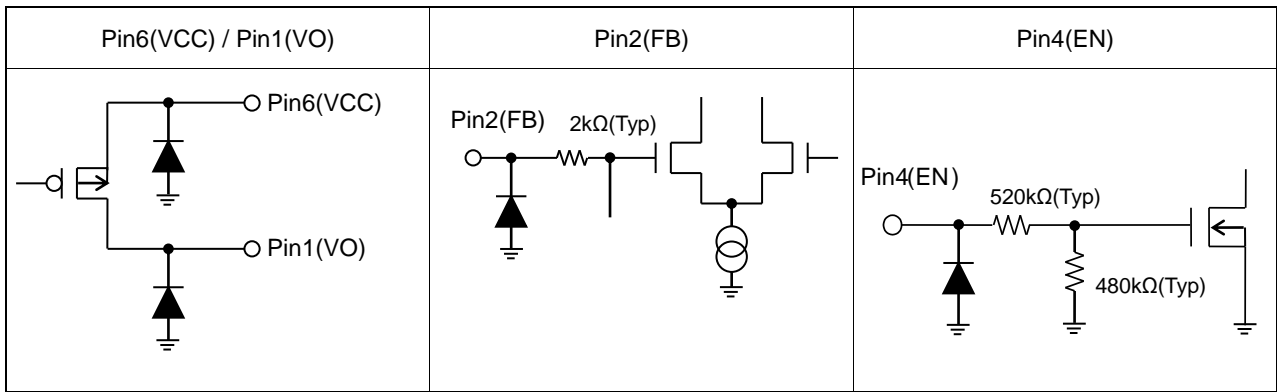 Pin6(VCC) / Pin1(VO)
Pin2(FB)
Pin4(EN)
Pin6(VCC)
Pin1(VO)
Pin2(FB)
2kΩ(Typ)
Pin4(EN)
520kΩ(Typ)
480kΩ(Typ)